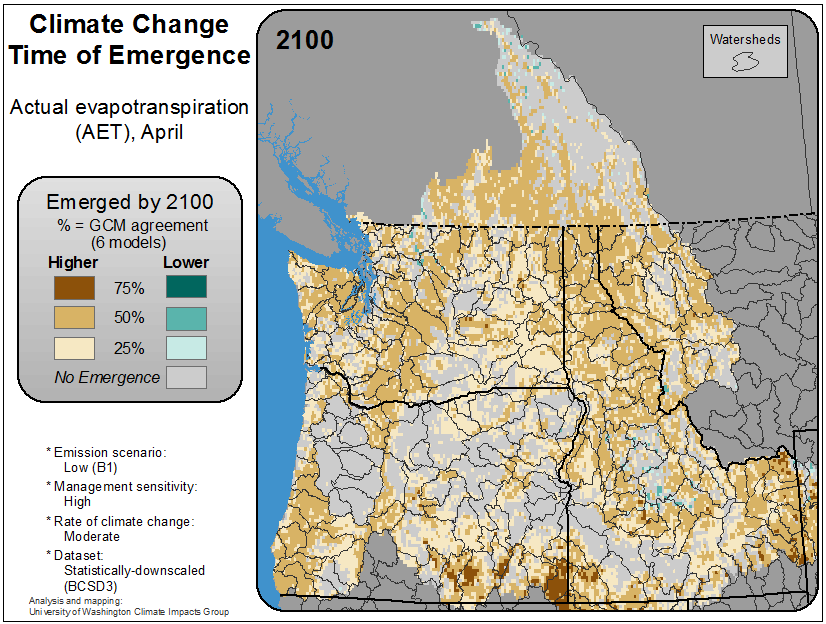 Climate Change
Time of Emergence
Actual evapotranspiration
(AET), April
Emerged by 2100
% = GCM agreement
(6 models)
Higher Lower
75%
50%
25%
No Emergence
* Emission scenario:
Low (B1)
* Management sensitivity:
High
* Rate of climate change:
Moderate
* Dataset:
Statistically-downscaled
(BCSD3)
Analysis and mapping:
University of Washington Climate Impacts Group
2100
Watersheds